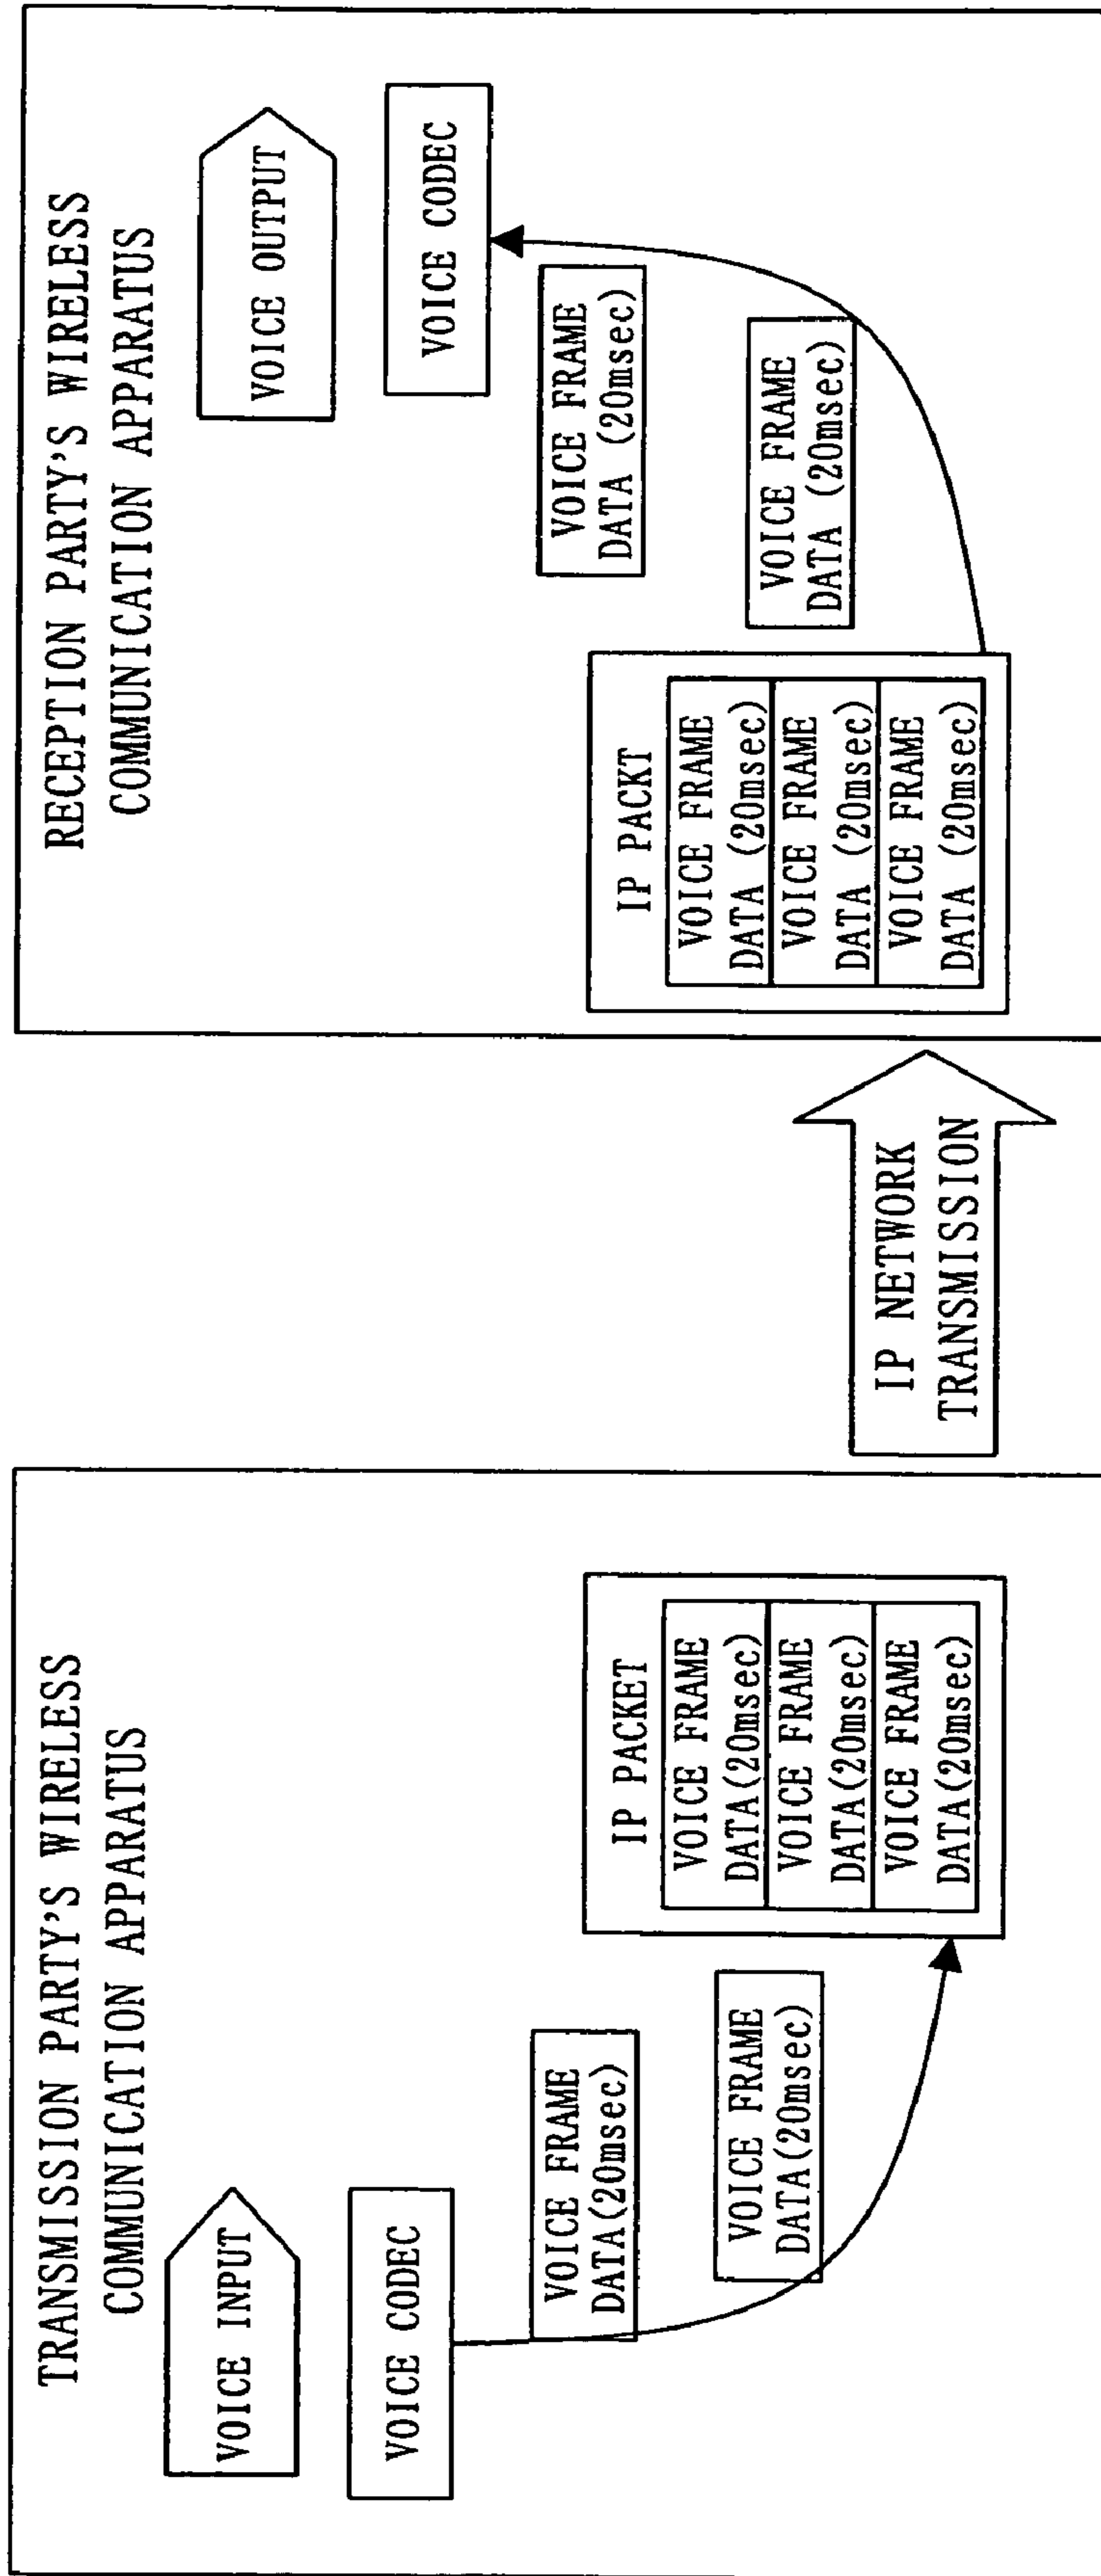 TRANSMISSION PARTY'S WIRELESS
COMMUNICATION APPARATUS
VOICE INPUT
VOICE CODEC
VOICE FRAME
DATA(20msec)
VOICE FRAME
DATA(20msec)
IP PACKET
VOICE FRAME
DATA(20msec)
VOICE FRAME
DATA(20msec)
VOICE FRAME
DATA(20msec)
IP NETWORK
TRANSMISSION
RECEPTION PARTY'S WIRELESS
COMMUNICATION APPARATUS
VOICE OUTPUT
VOICE CODEC
VOICE FRAME
DATA (20msec)
VOICE FRAME
DATA (20msec)
IP PACKT
VOICE FRAME
DATA (20msec)
VOICE FRAME
DATA (20msec)
VOICE FRAME
DATA (20msec)